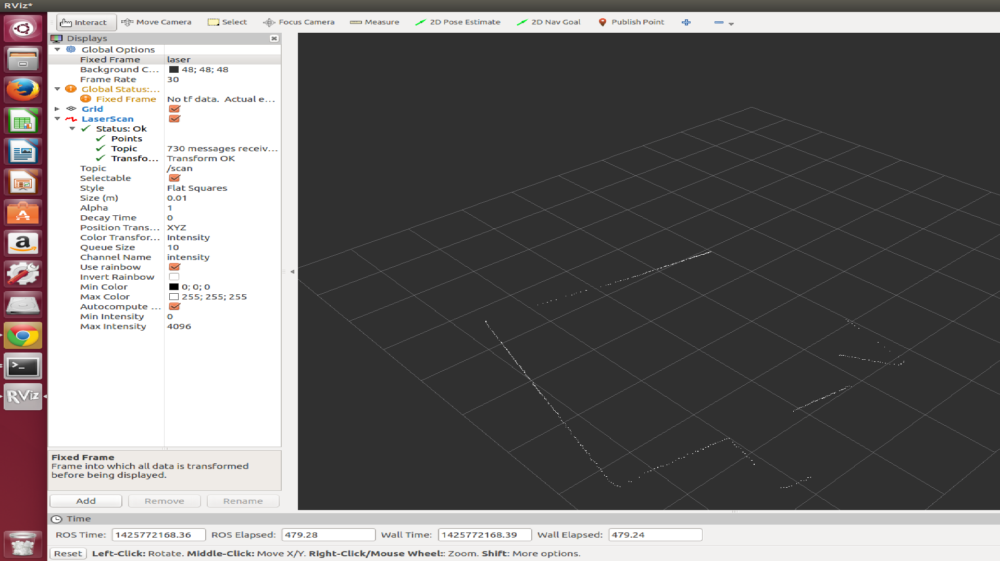 RViz*
Interact Move Camera Select Focus Camera Measure 2D Pose Estimate 2D Nav Goal Publish Point
Displays
Global Options
Fixed Frame laser
Background C... 48; 48; 48
Frame Rate 30
Global Status:...
Fixed Frame No tf data. Actual e...
Grid
LaserScan
Status: Ok
Points
Topic 730 messages receiv...
Transfo... Transform OK
Topic /scan
Selectable
Style Flat Squares
Size (m) 0.01
Alpha 1
Decay Time 0
Position Trans... XYZ
Color Transfor... Intensity
Queue Size 10
Channel Name intensity
Use rainbow
Invert Rainbow
Min Color 0; 0; 0
Max Color 255; 255; 255
Autocompute ...
Min Intensity 0
Max Intensity 4096
Fixed Frame
Frame into which all data is transformed
before being displayed.
Add Remove Rename
Time
ROS Time: 1425772168.36 ROS Elapsed: 479.28 Wall Time: 1425772168.39 Wall Elapsed: 479.24
Reset Left-Click: Rotate. Middle-Click: Move X/Y. Right-Click/Mouse Wheel:: Zoom. Shift: More options.
A
a
>_
RViz